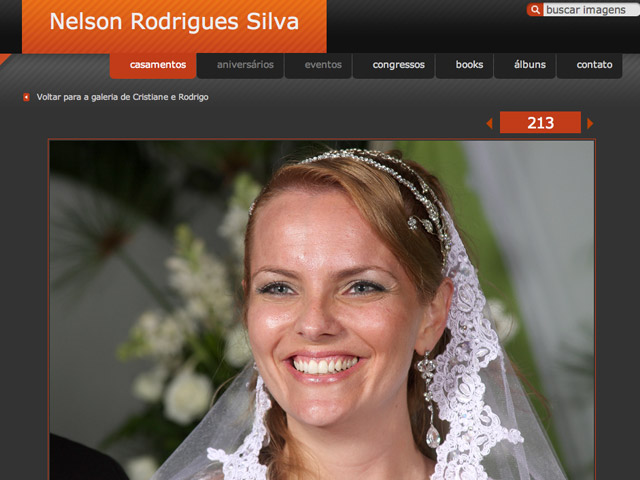 Nelson Rodrigues Silva
buscar imagens
casamentos aniversários eventos congressos books álbuns contato
Voltar para a galeria de Cristiane e Rodrigo
213